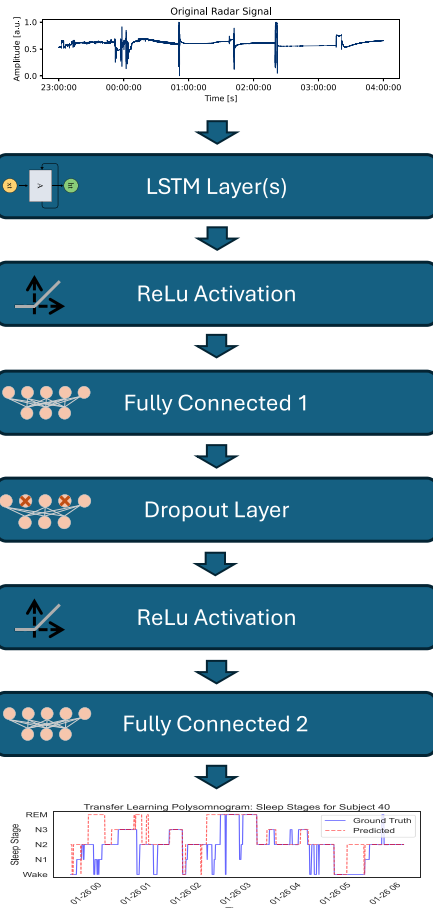 Original Radar Signal
Amplitude [a.u.]
1.0
0.5
0.0
23:00:00 00:00:00 01:00:00 02:00:00 03:00:00 04:00:00
Time [s]
A
LSTM Layer(s)
ReLu Activation
Fully Connected 1
Dropout Layer
ReLu Activation
Fully Connected 2
Transfer Learning Polysomnogram: Sleep Stages for Subject 40
Sleep Stage
REM
N3
N2
N1
Wake
Ground Truth
Predicted
01-26 00 01-26 01 01-26 02 01-26 03 01-26 04 01-26 05 01-26 06